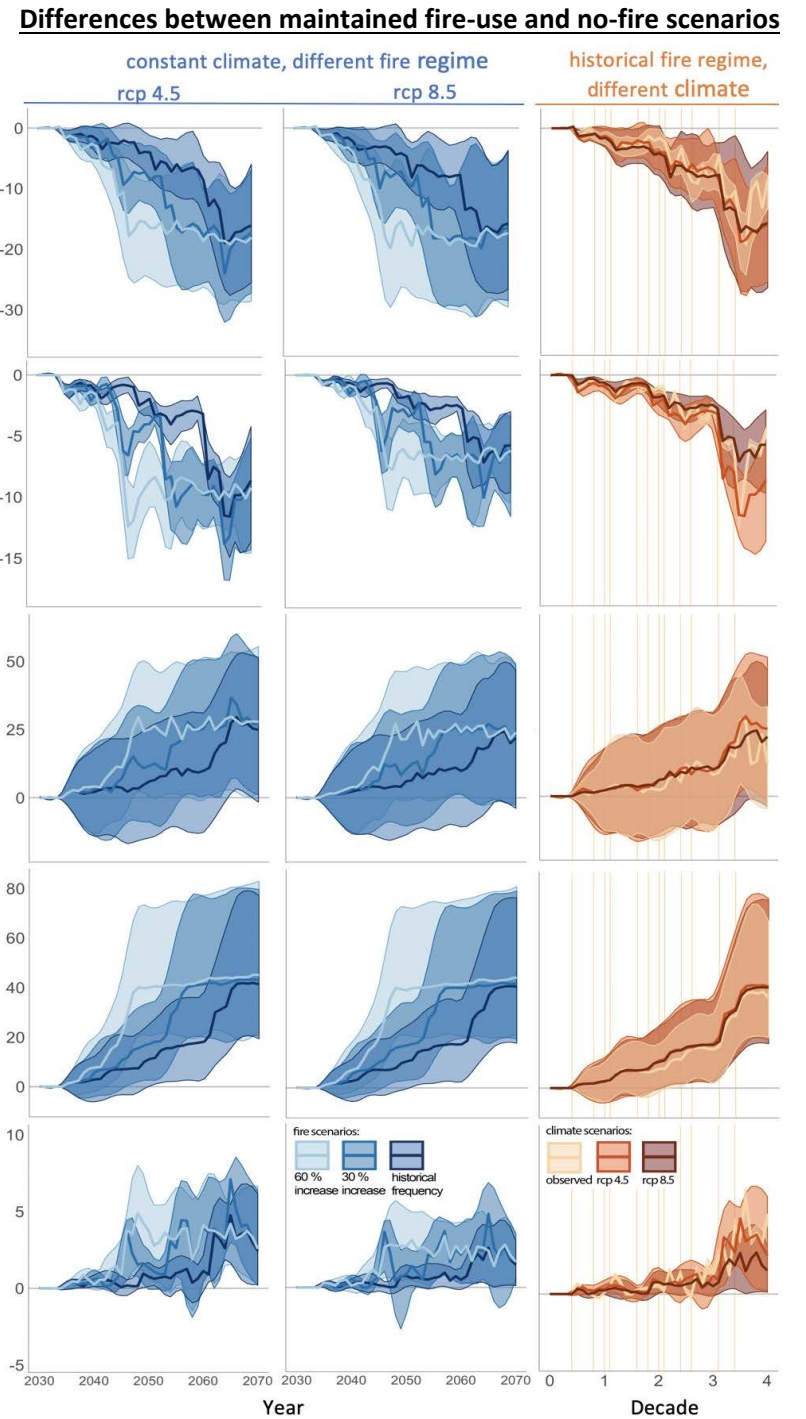 Differences between maintained fire-use and no-fire scenarios
constant climate, different fire regime
historical fire regime,
different climate
rcp 4.5
rcp 8.5
0
-10
-20
-30
0
-5
-10
-15
50
25
0
80
60
40
20
0
10
5
0
-5
fire scenarios:
60 % increase
30 % increase
historical frequency
climate scenarios:
observed
rcp 4.5
rcp 8.5
2030 2040 2050 2060 2070
2030 2040 2050 2060 2070
0 1 2 3 4
Year
Decade